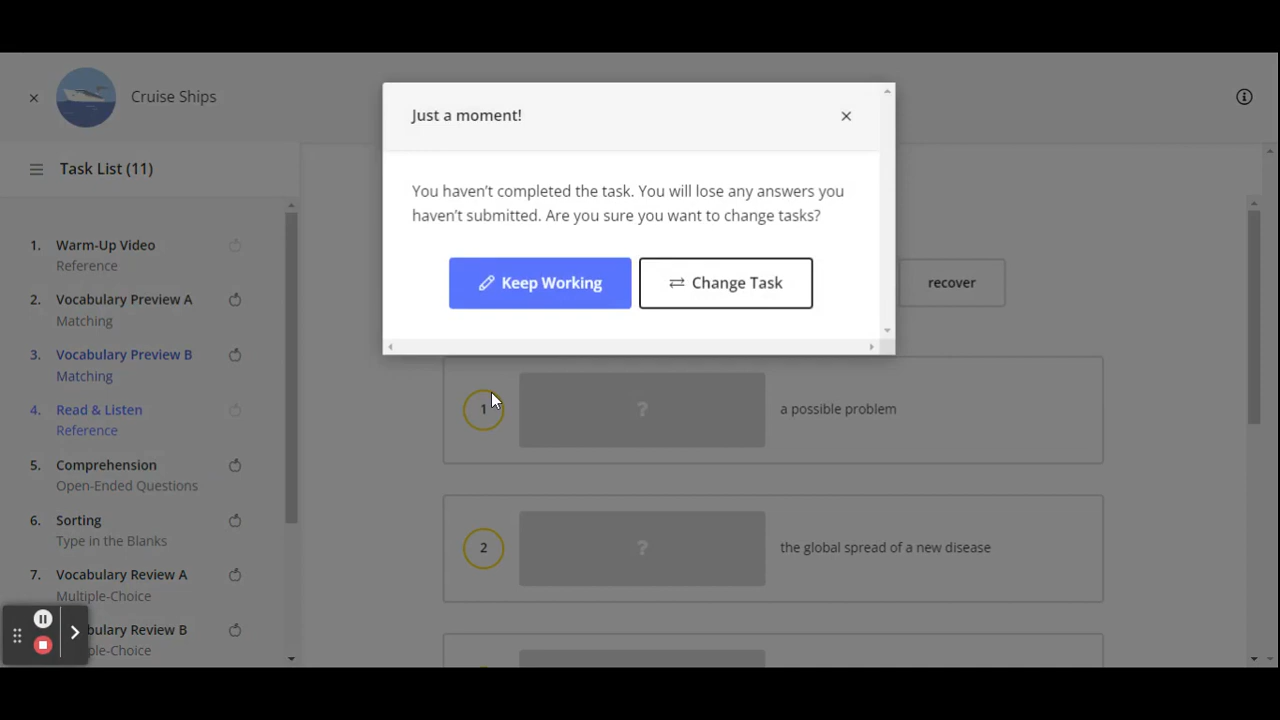 Cruise Ships
Task List (11)
1. Warm-Up Video
Reference
2. Vocabulary Preview A
Matching
3. Vocabulary Preview B
Matching
4. Read & Listen
Reference
5. Comprehension
Open-Ended Questions
6. Sorting
Type in the Blanks
7. Vocabulary Review A
Multiple-Choice
bulary Review B
ple-Choice
Just a moment!
You haven’t completed the task. You will lose any answers you
haven’t submitted. Are you sure you want to change tasks?
Keep Working
Change Task
recover
1 ? a possible problem
2 ? the global spread of a new disease